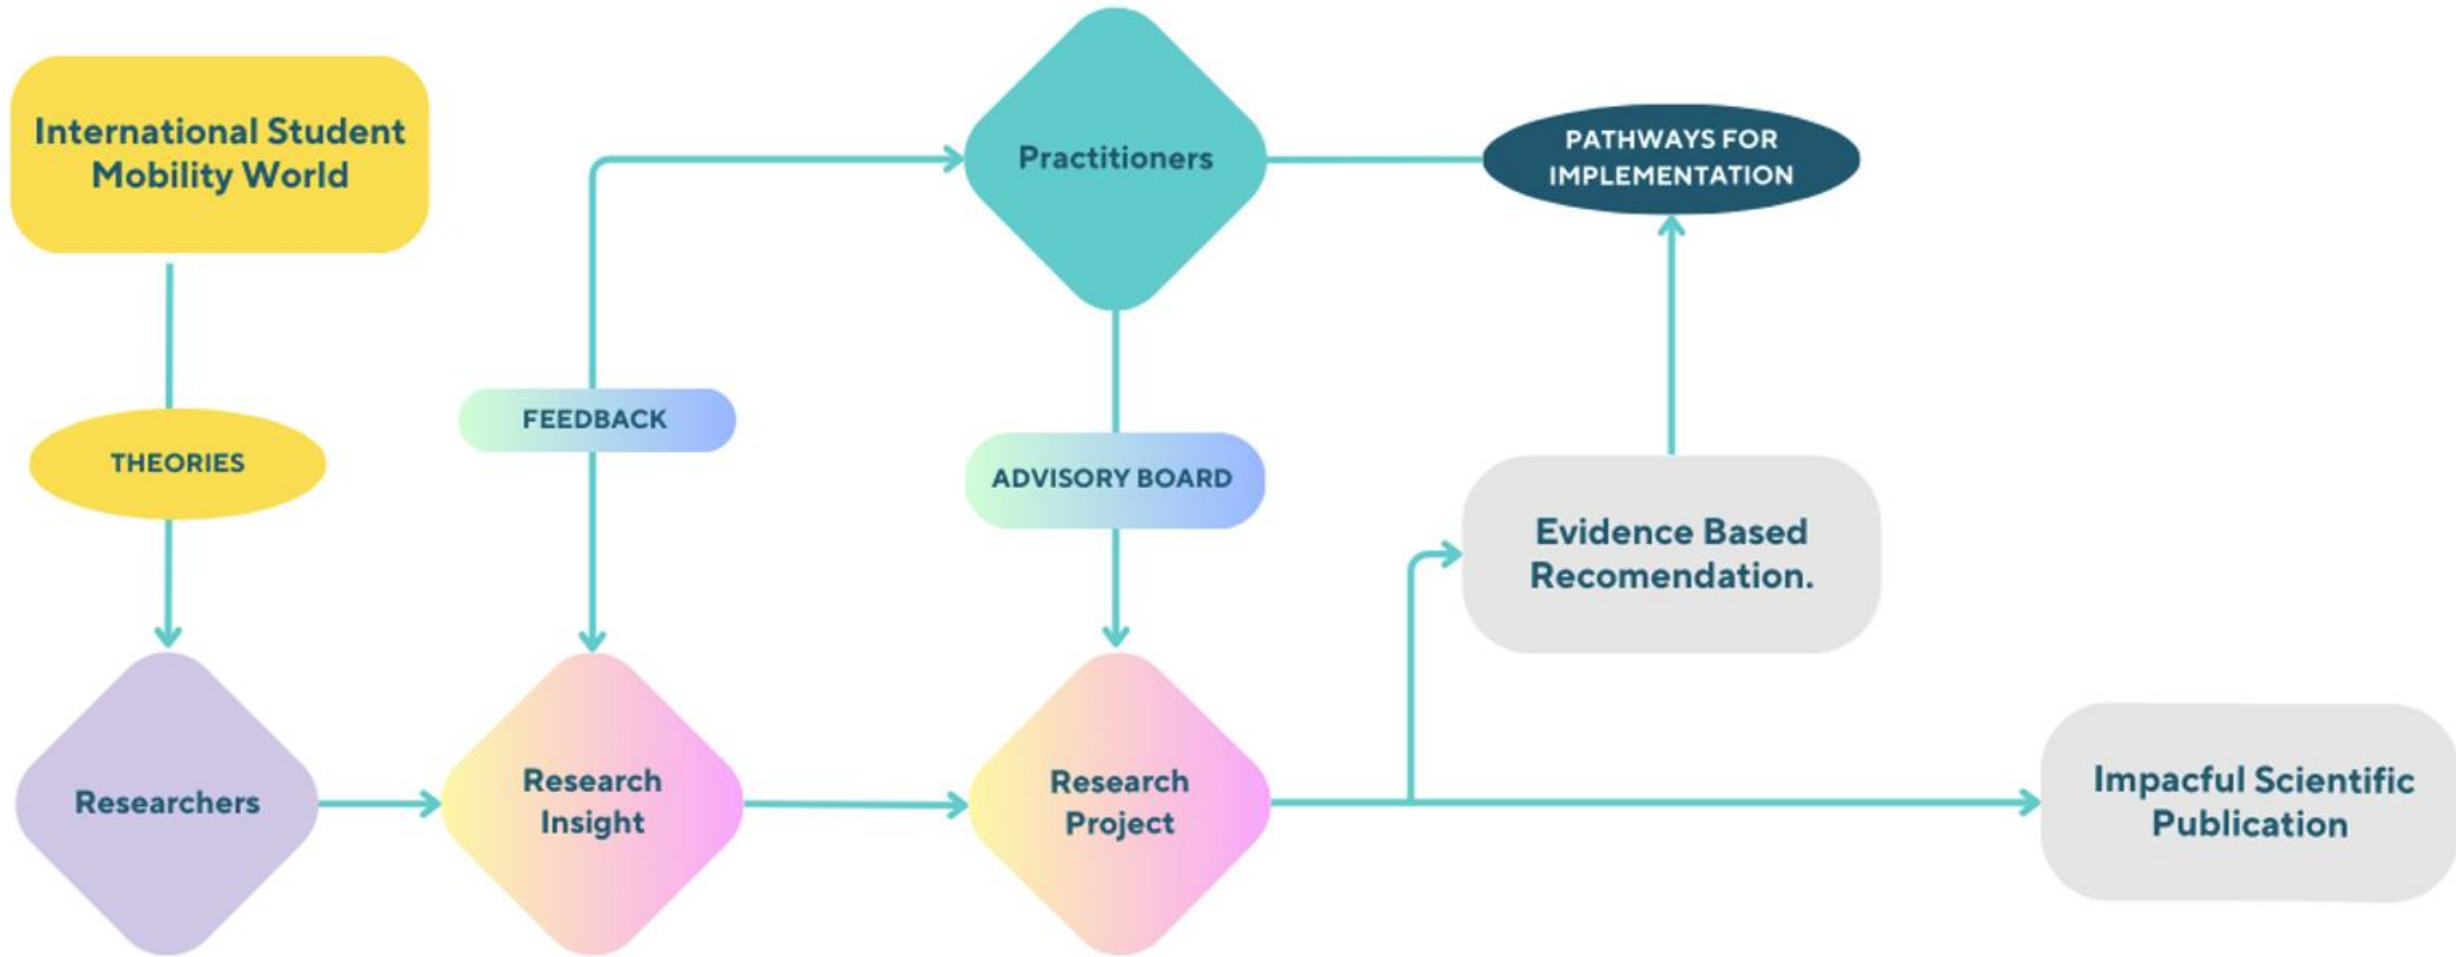 International Student
Mobility World
Practitioners
PATHWAYS FOR
IMPLEMENTATION
THEORIES
FEEDBACK
ADVISORY BOARD
Evidence Based
Recomendation.
Researchers
Research
Insight
Research
Project
Impacful Scientific
Publication